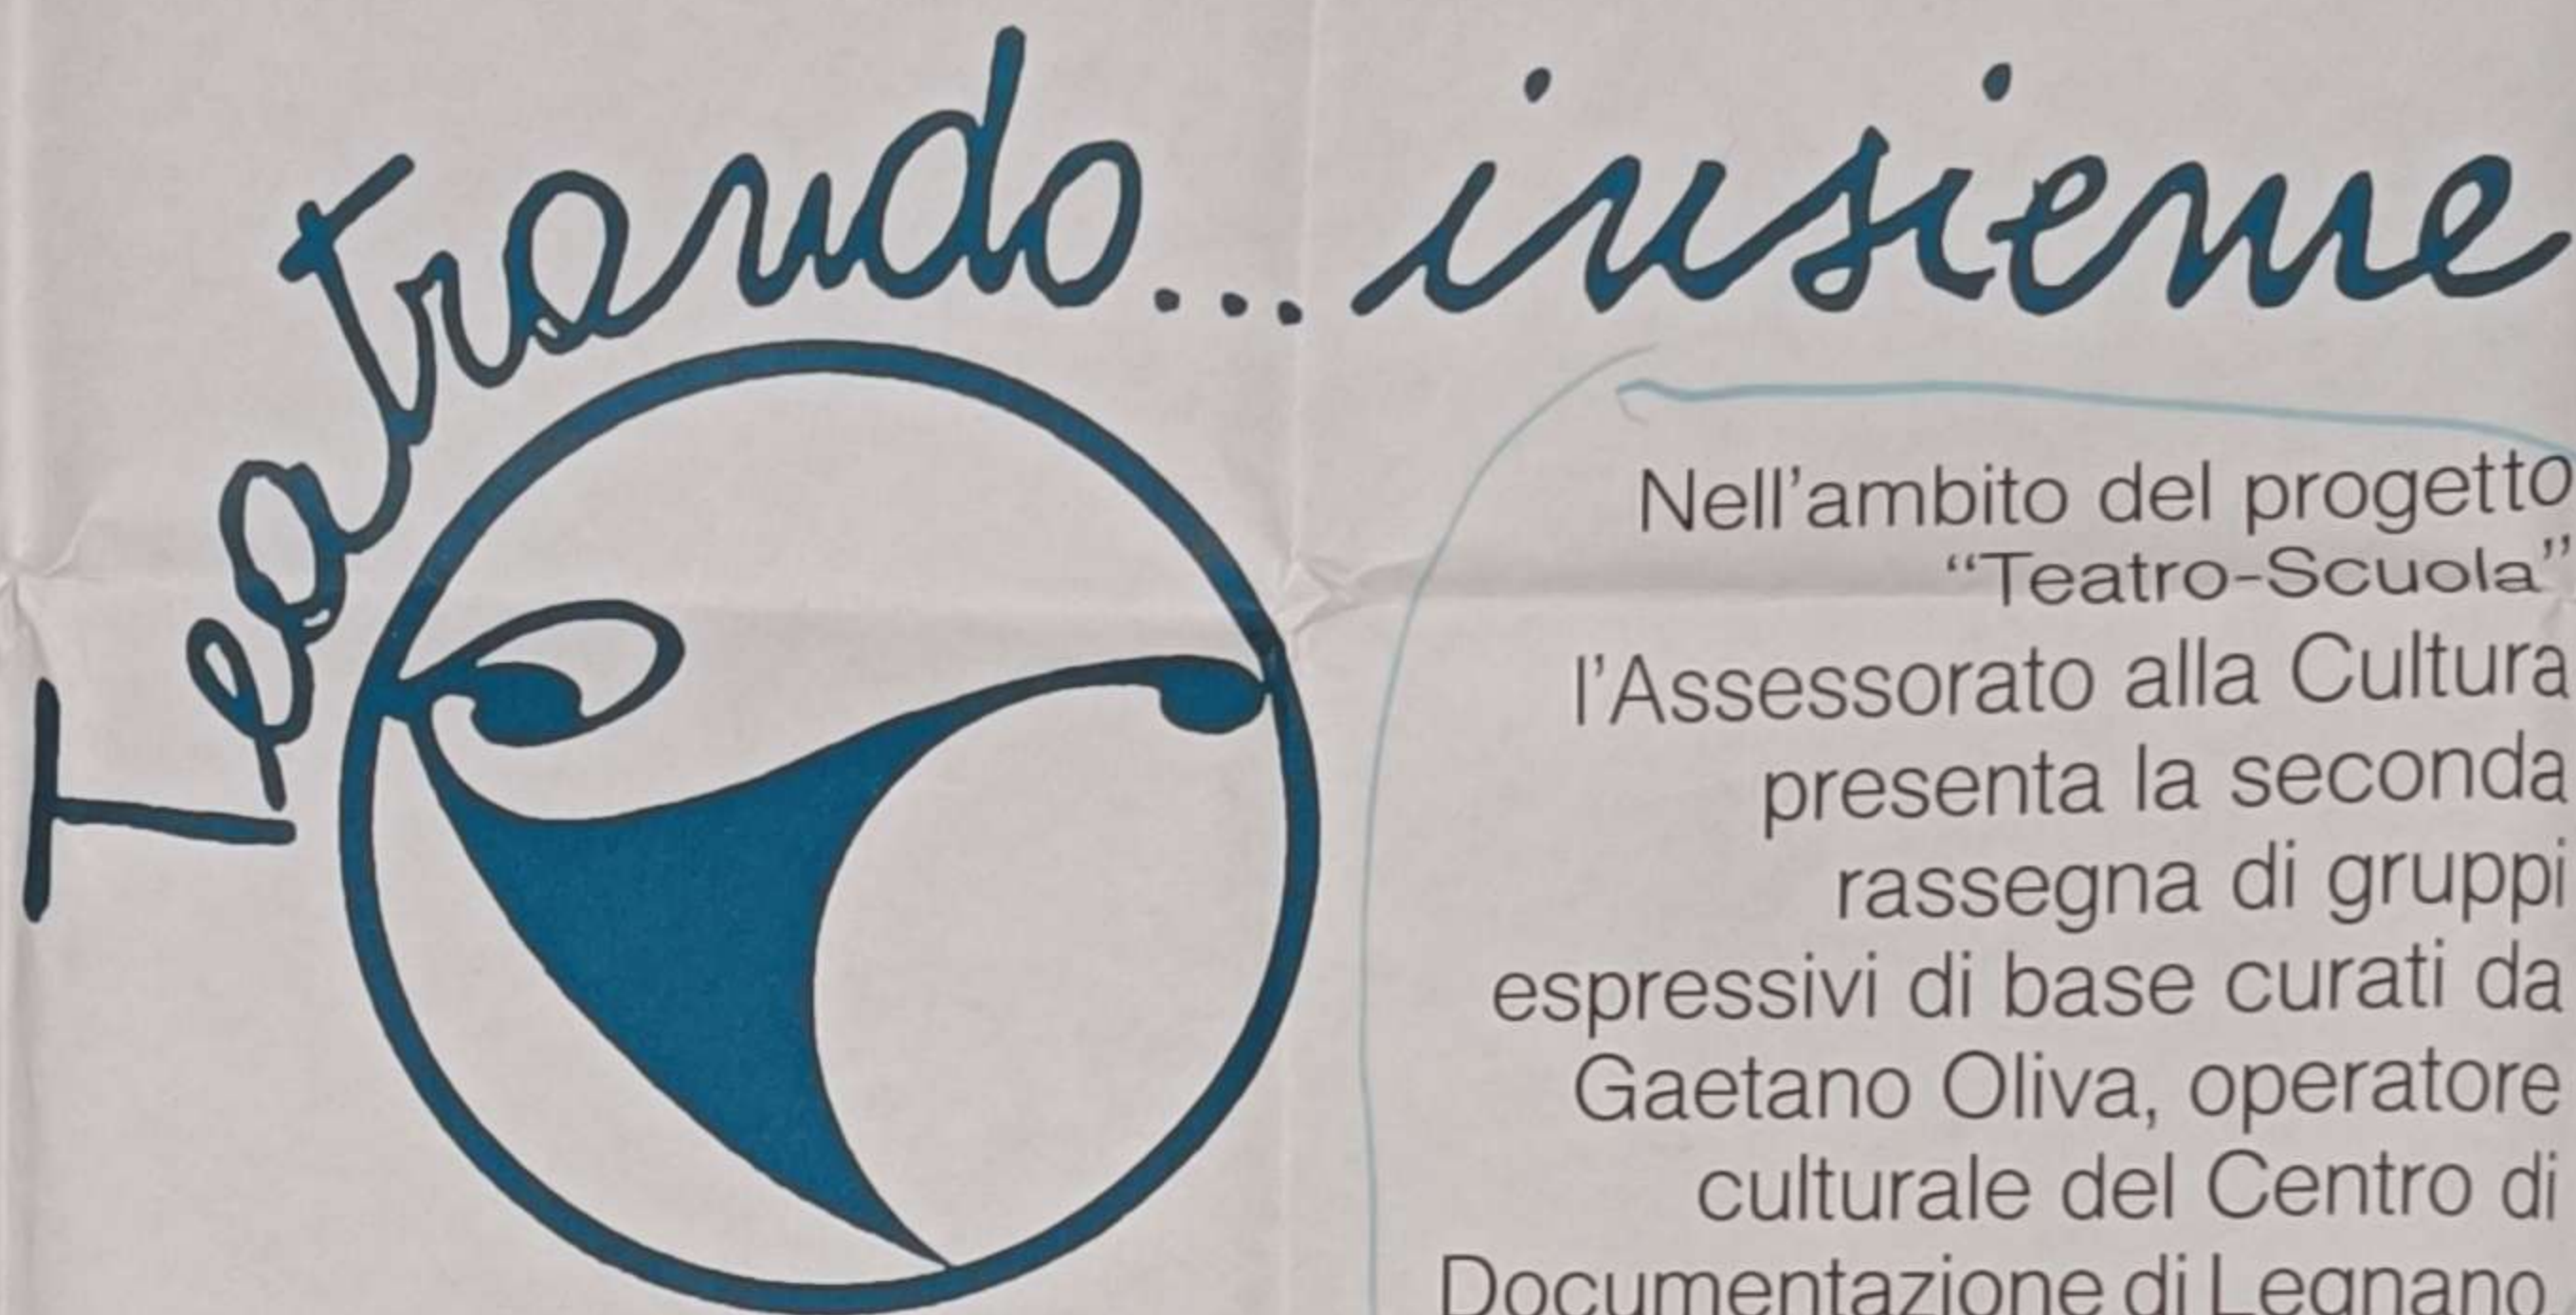 Teatrando... insieme
Nell'ambito del progetto
“Teatro-Scuola”
l'Assessorato alla Cultura
presenta la seconda
rassegna di gruppi
espressivi di base curati da
Gaetano Oliva, operatore
culturale del Centro di
Documentazione di Legnano